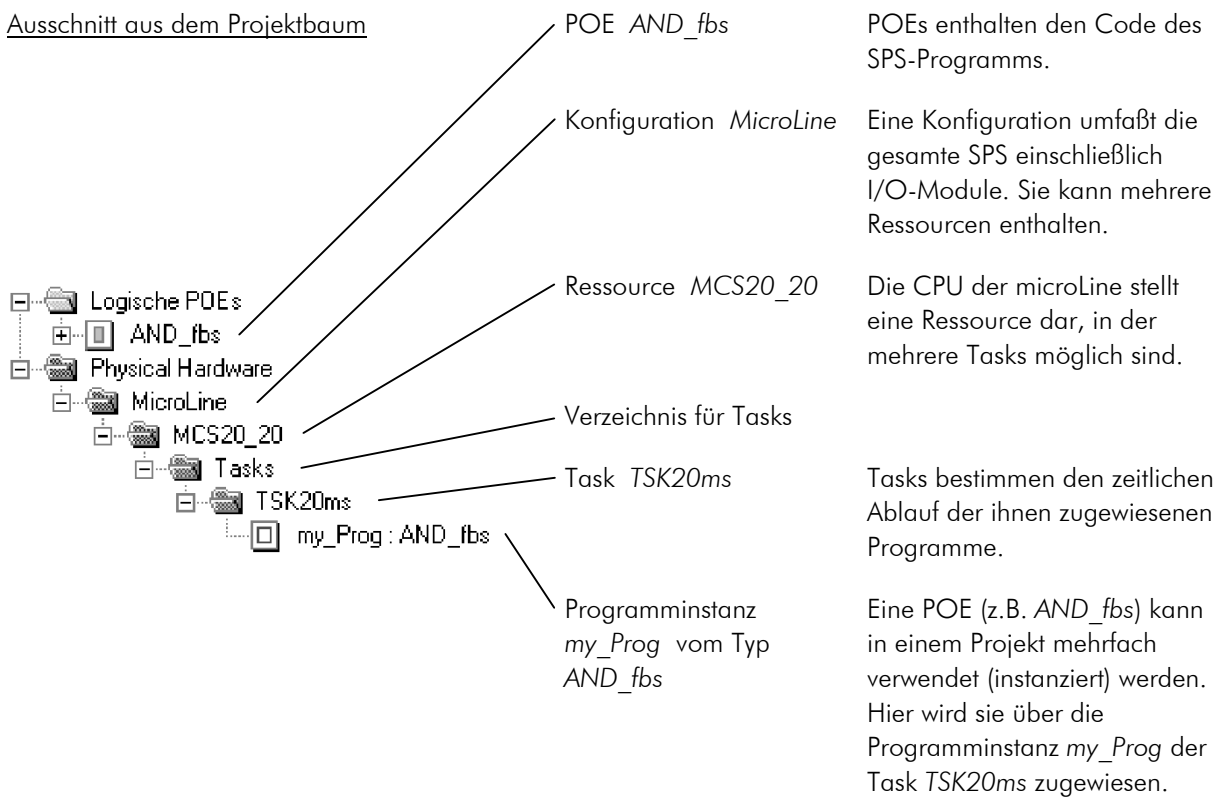 Ausschnitt aus dem Projektbaum
POE AND_fbs
POEs enthalten den Code des
SPS-Programms.
Konfiguration MicroLine
Eine Konfiguration umfaßt die
gesamte SPS einschließlich
I/O-Module. Sie kann mehrere
Ressourcen enthalten.
Ressource MCS20_20
Die CPU der microLine stellt
eine Ressource dar, in der
mehrere Tasks möglich sind.
Logische POEs
AND_fbs
Physical Hardware
MicroLine
MCS20_20
Tasks
TSK20ms
my_Prog : AND_fbs
Verzeichnis für Tasks
Task TSK20ms
Tasks bestimmen den zeitlichen
Ablauf der ihnen zugewiesenen
Programme.
Programminstanz
my_Prog vom Typ
AND_fbs
Eine POE (z.B. AND_fbs) kann
in einem Projekt mehrfach
verwendet (instanziert) werden.
Hier wird sie über die
Programminstanz my_Prog der
Task TSK20ms zugewiesen.